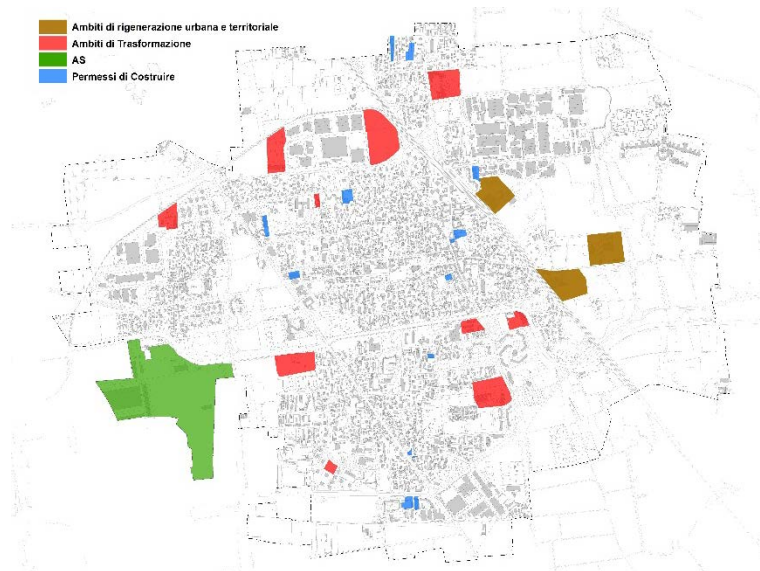 Ambiti di rigenerazione urbana e territoriale
Ambiti di Trasformazione
AS
Permessi di Costruire